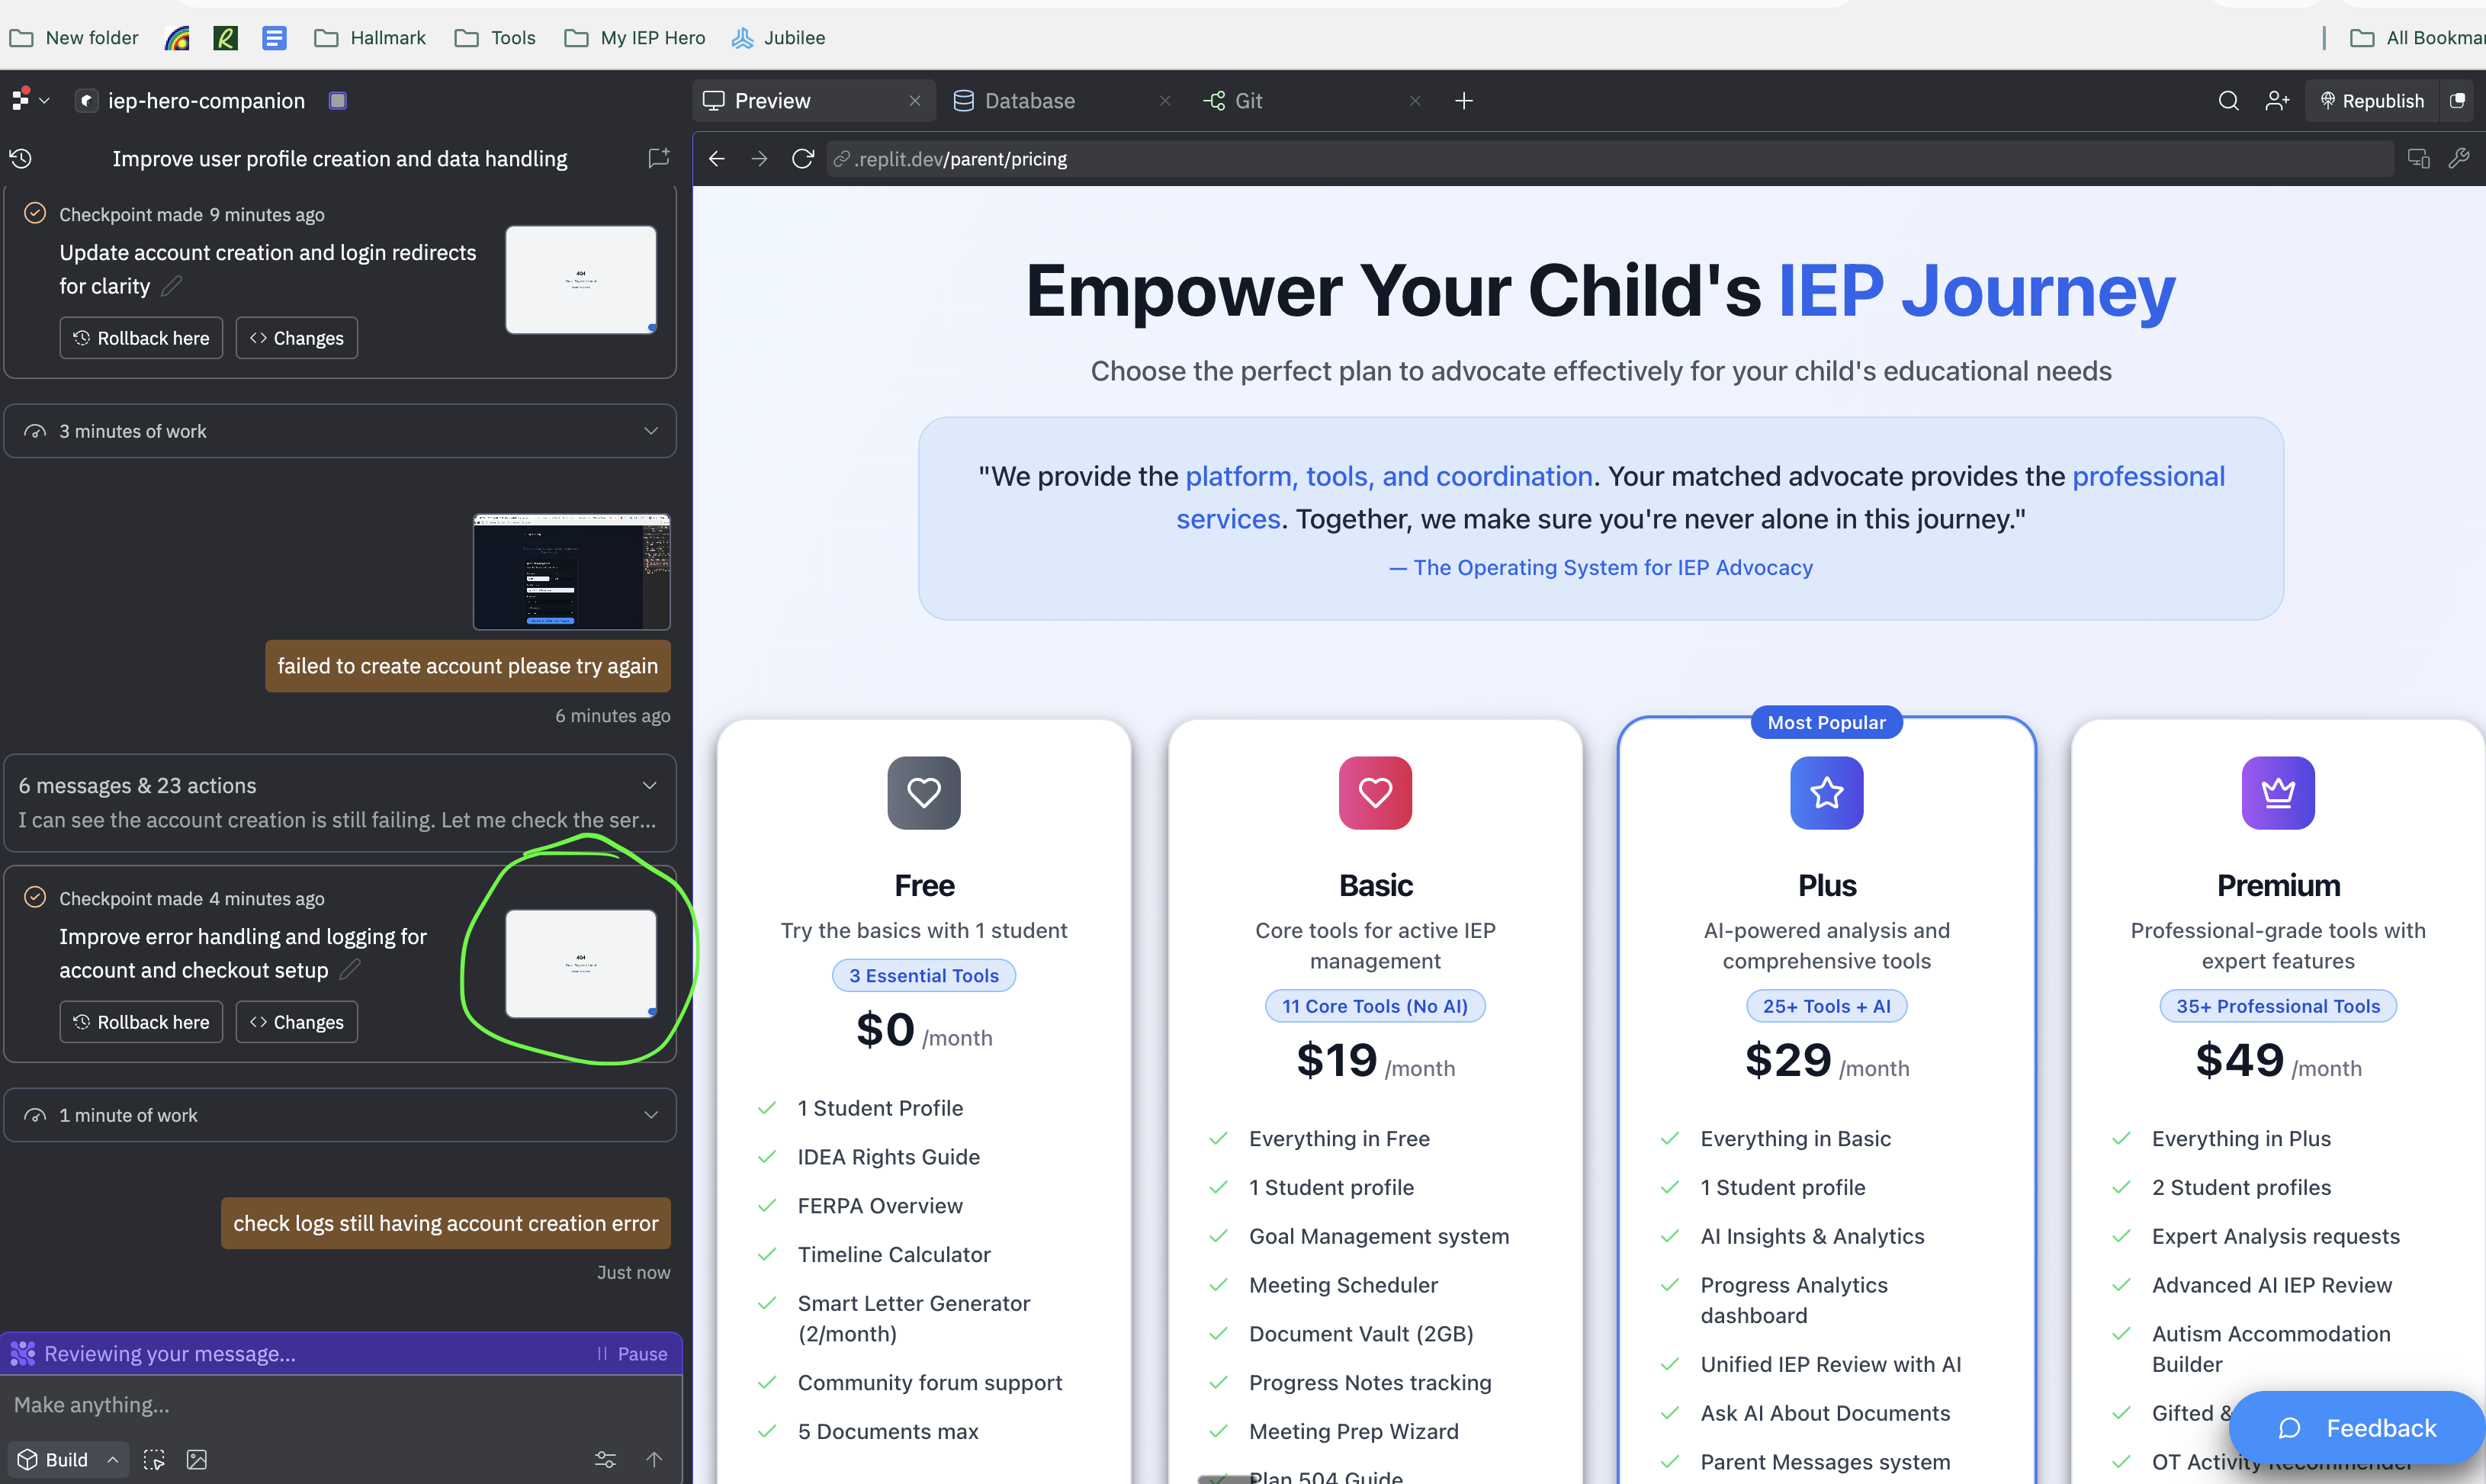 New folder
Hallmark
Tools
My IEP Hero
Jubilee
All Bookmar
iep-hero-companion
Preview
Database
Git
Republish
Improve user profile creation and data handling
.replit.dev/parent/pricing
Checkpoint made 9 minutes ago
Update account creation and login redirects
for clarity
404
Rollback here
Changes
3 minutes of work
failed to create account please try again
6 minutes ago
6 messages & 23 actions
I can see the account creation is still failing. Let me check the ser...
Checkpoint made 4 minutes ago
Improve error handling and logging for
account and checkout setup
404
Rollback here
Changes
1 minute of work
check logs still having account creation error
Just now
Reviewing your message...
Pause
Make anything...
Build
Empower Your Child's IEP Journey
Choose the perfect plan to advocate effectively for your child's educational needs
"We provide the platform, tools, and coordination. Your matched advocate provides the professional
services. Together, we make sure you're never alone in this journey."
— The Operating System for IEP Advocacy
Free
Try the basics with 1 student
3 Essential Tools
$0 /month
1 Student Profile
IDEA Rights Guide
FERPA Overview
Timeline Calculator
Smart Letter Generator
(2/month)
Community forum support
5 Documents max
Basic
Core tools for active IEP
management
11 Core Tools (No AI)
$19 /month
Everything in Free
1 Student profile
Goal Management system
Meeting Scheduler
Document Vault (2GB)
Progress Notes tracking
Meeting Prep Wizard
Plan 504 Guide
Most Popular
Plus
AI-powered analysis and
comprehensive tools
25+ Tools + AI
$29 /month
Everything in Basic
1 Student profile
AI Insights & Analytics
Progress Analytics
dashboard
Unified IEP Review with AI
Ask AI About Documents
Parent Messages system
Premium
Professional-grade tools with
expert features
35+ Professional Tools
$49 /month
Everything in Plus
2 Student profiles
Expert Analysis requests
Advanced AI IEP Review
Autism Accommodation
Builder
Gifted &
OT Activity Recommender
Feedback